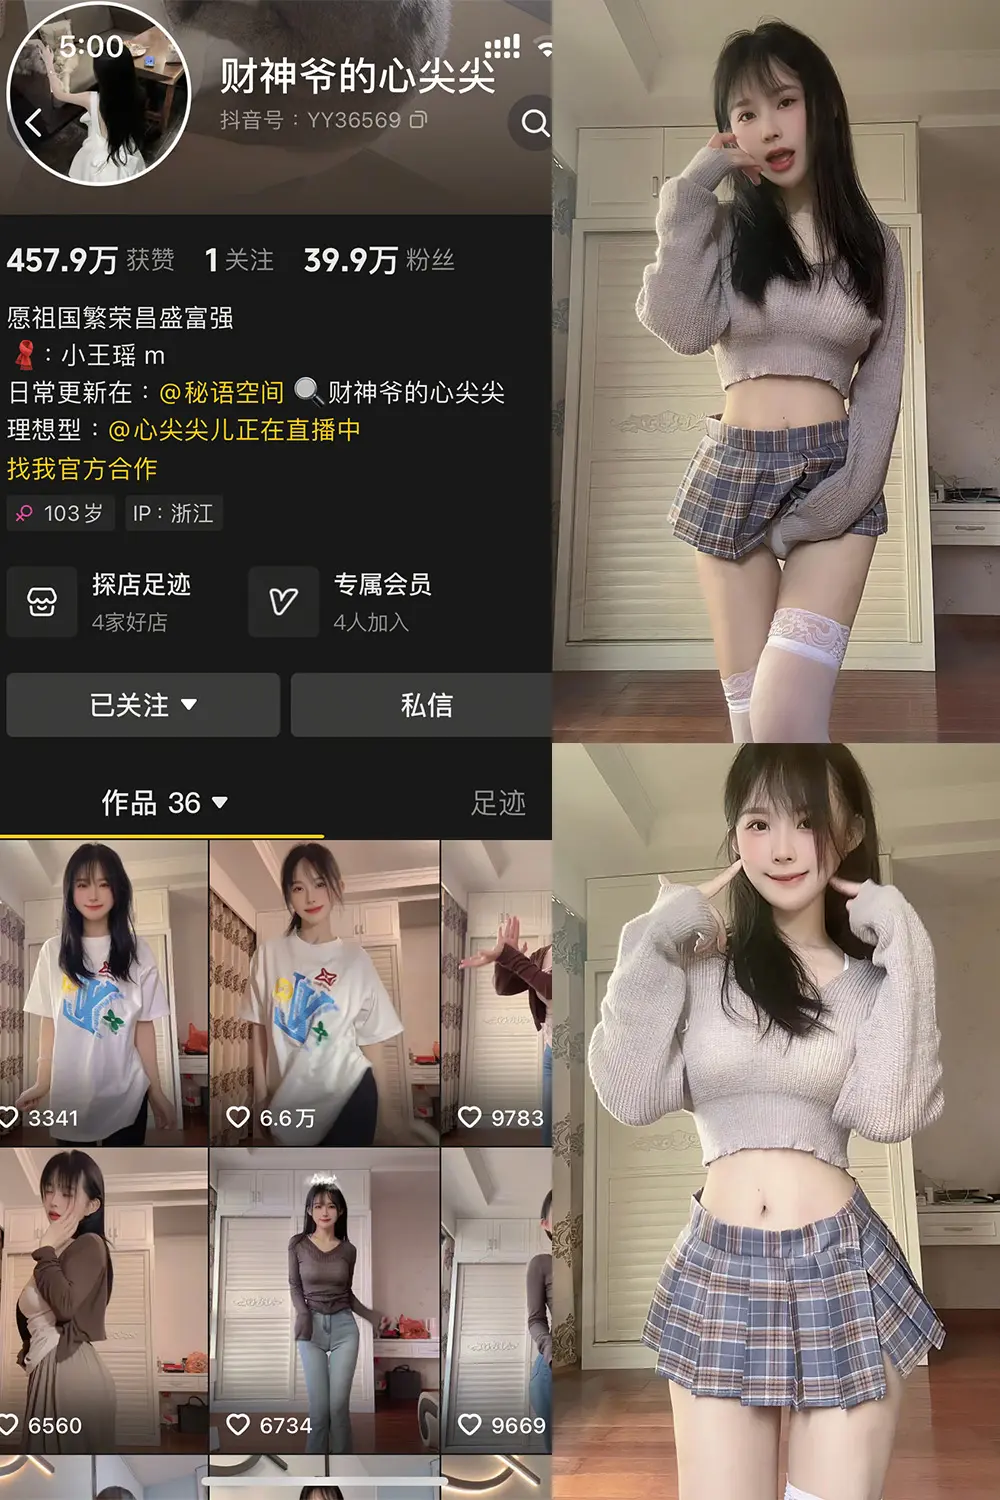 5:00
财神爷的心尖尖
抖音号：YY36569
457.9万 获赞 1 关注 39.9万 粉丝
愿祖国繁荣昌盛富强
：小王瑶 m
日常更新在：@秘语空间 财神爷的心尖尖
理想型：@心尖尖儿正在直播中
找我官方合作
103岁 IP：浙江
探店足迹 专属会员
4家好店 4人加入
已关注 私信
作品 36 足迹
3341 6.6万 9783
6560 6734 9669